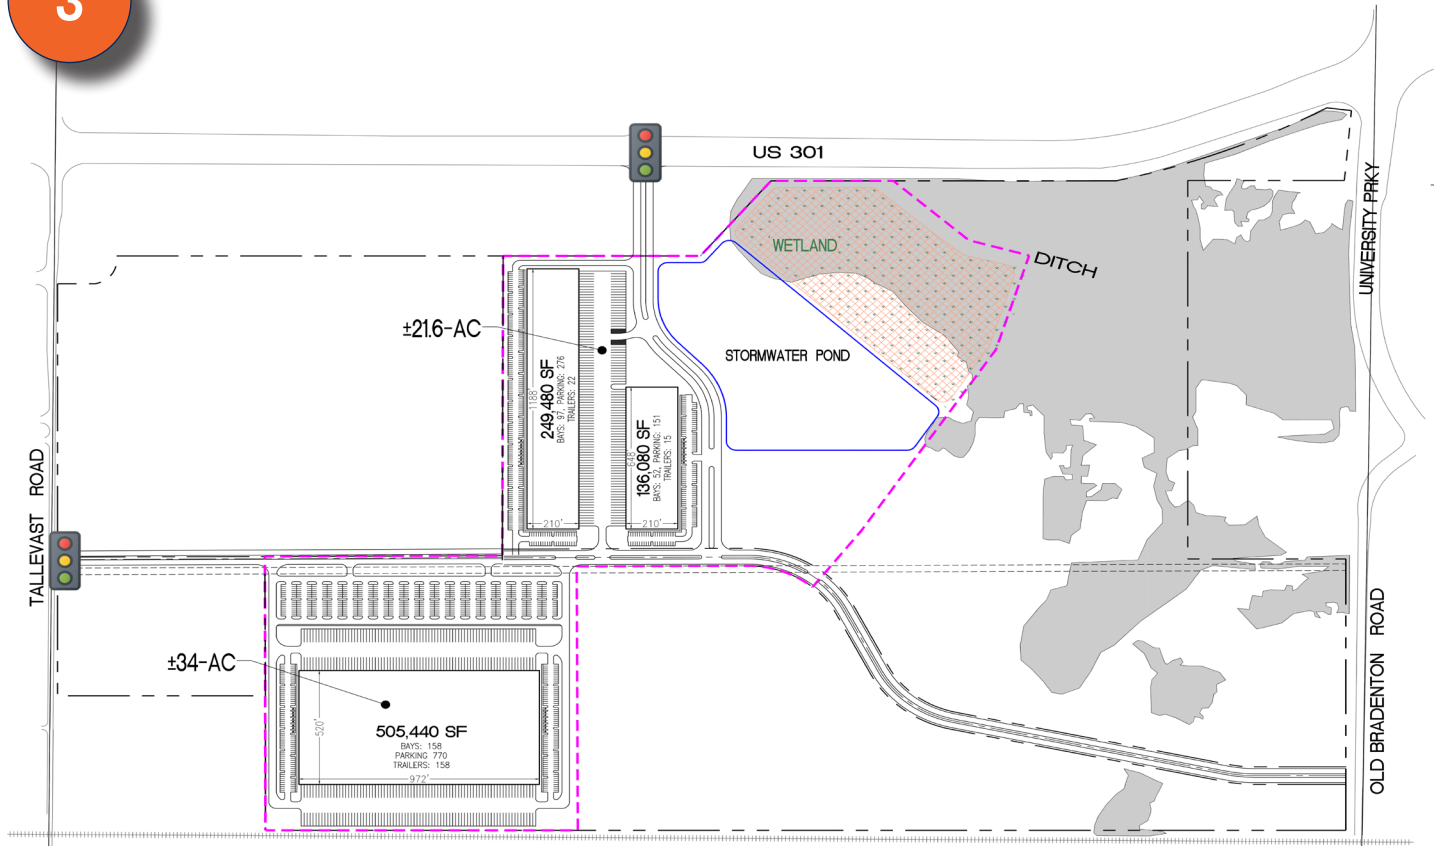 3
US 301
UNIVERSITY PRKY
WETLAND
DITCH
±21.6-AC
STORMWATER POND
1188'
249,480 SF
BAYS: 97, PARKING: 276
TRAILERS: 22
210'
648'
136,080 SF
BAYS: 52, PARKING: 151
TRAILERS: 15
210'
TALLEVAST ROAD
±34-AC
520'
505,440 SF
BAYS: 158
PARKING 770
TRAILERS: 158
972'
OLD BRADENTON ROAD